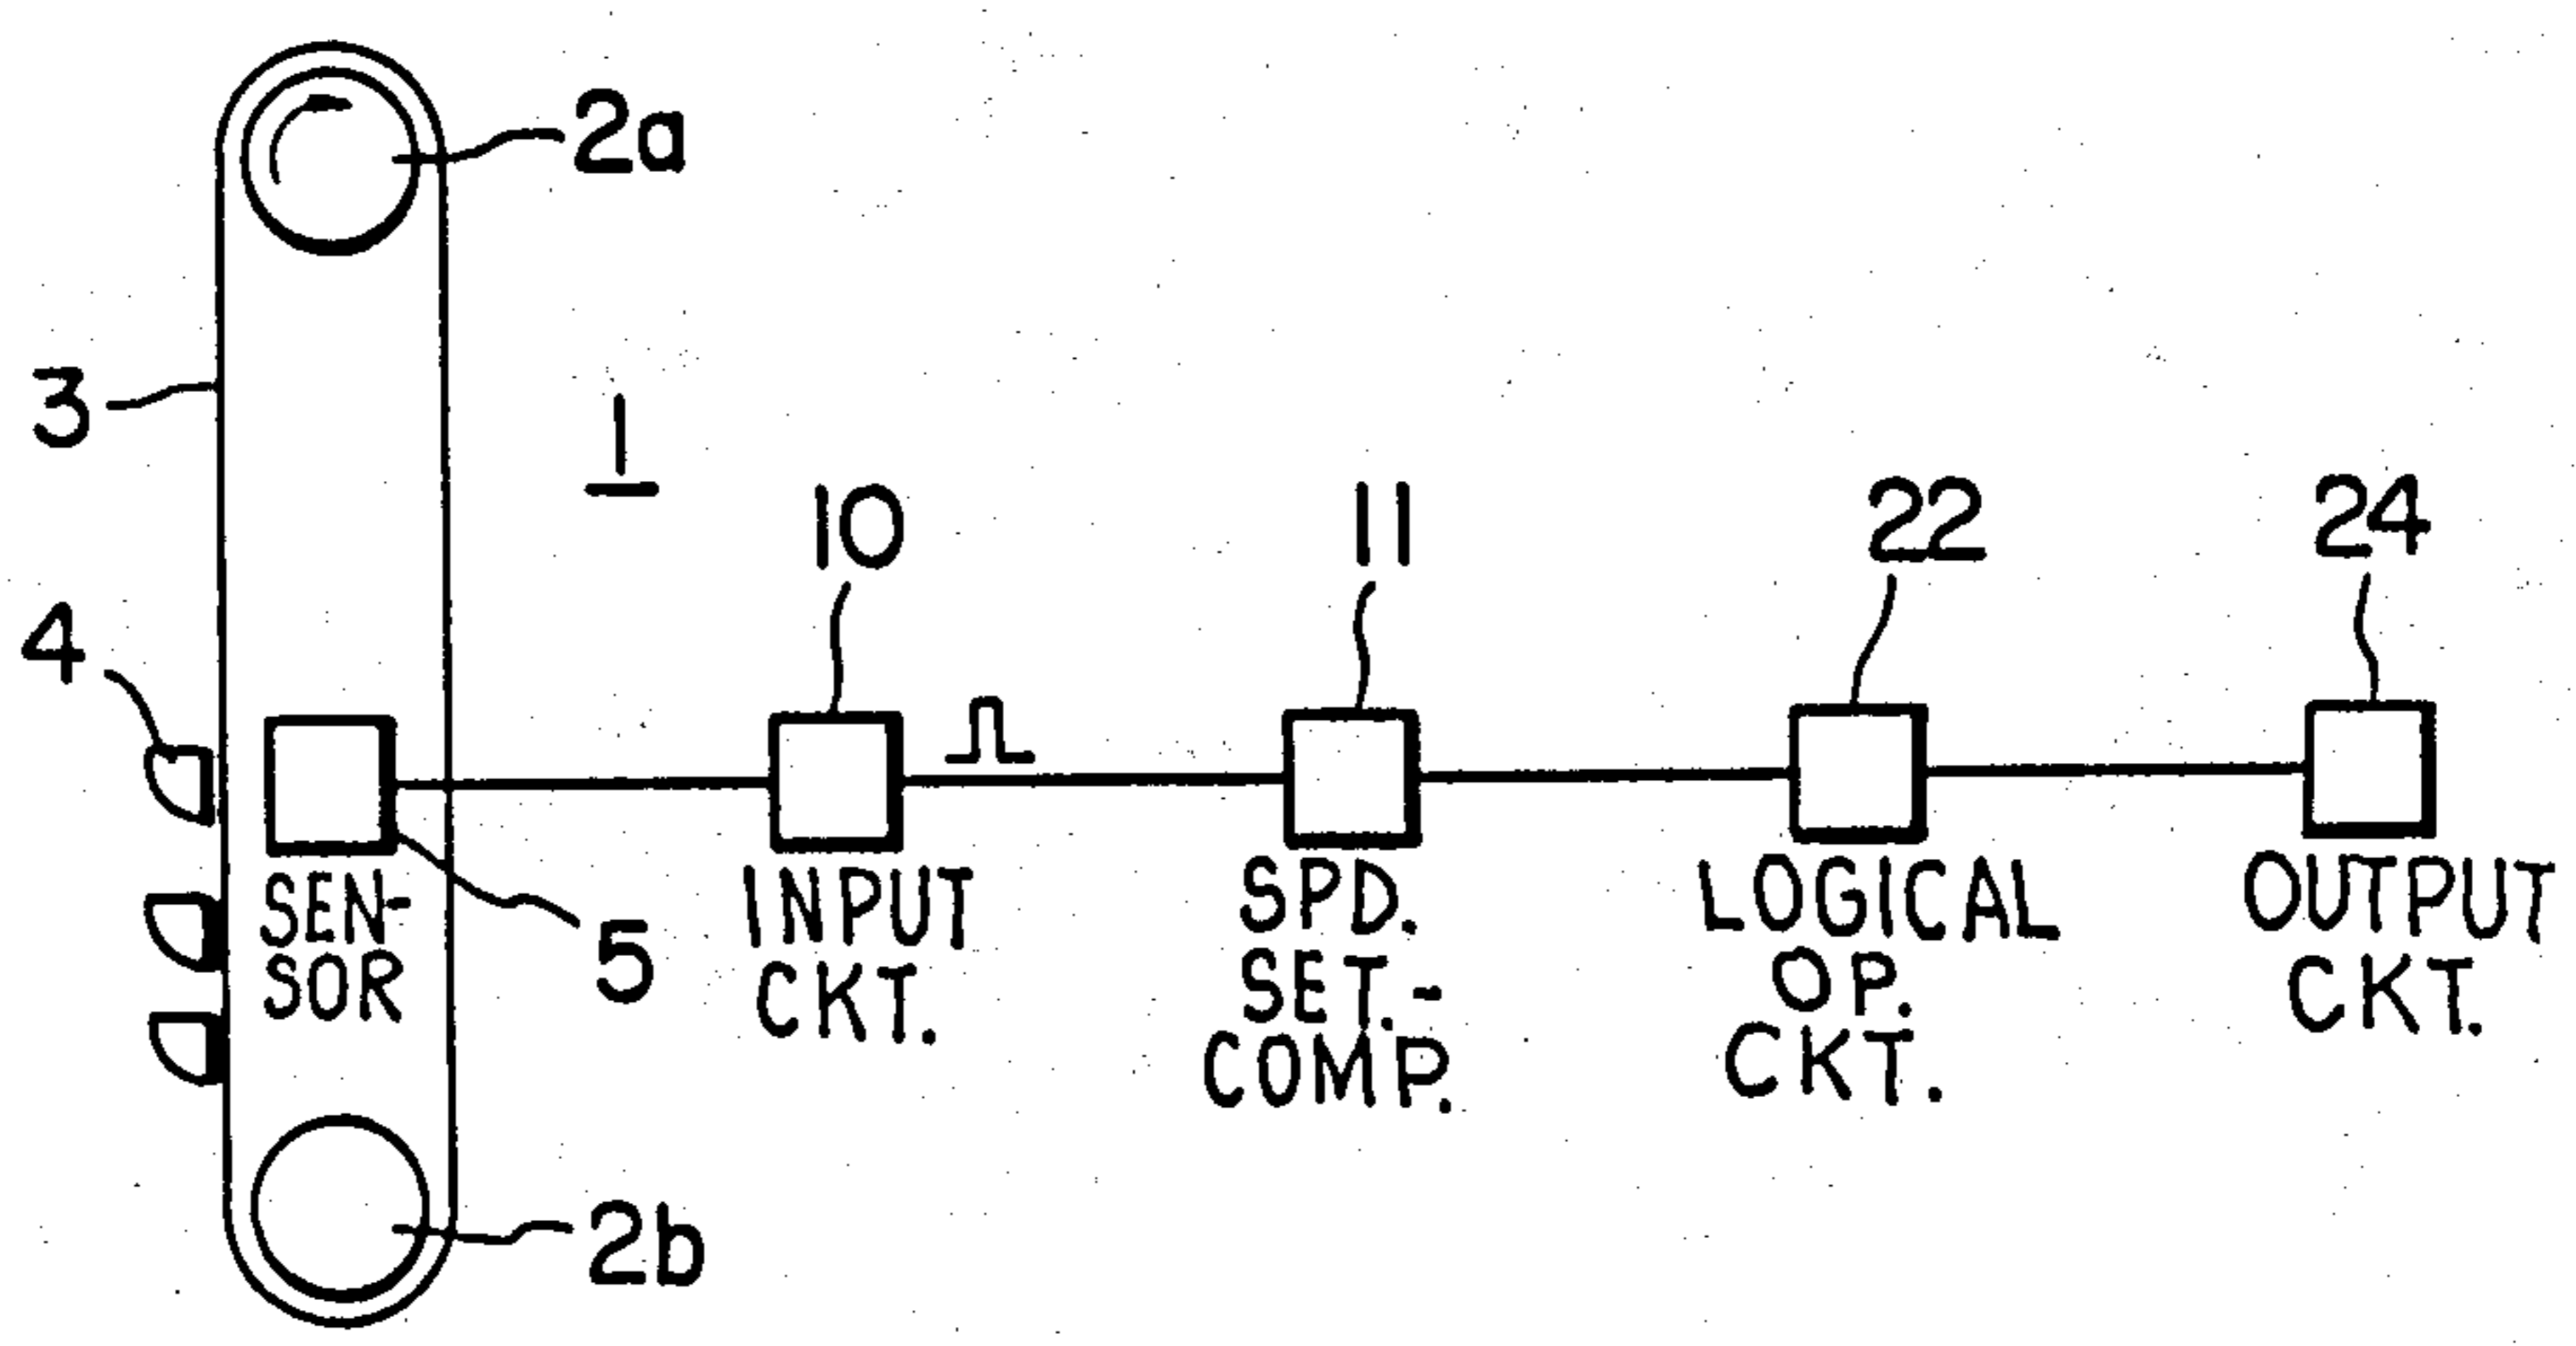 2a
3
1
10
11
22
24
4
SEN-
SOR
5
INPUT
CKT.
SPD.
SET.-
COMP.
LOGICAL
OP.
CKT.
OUTPUT
CKT.
2b